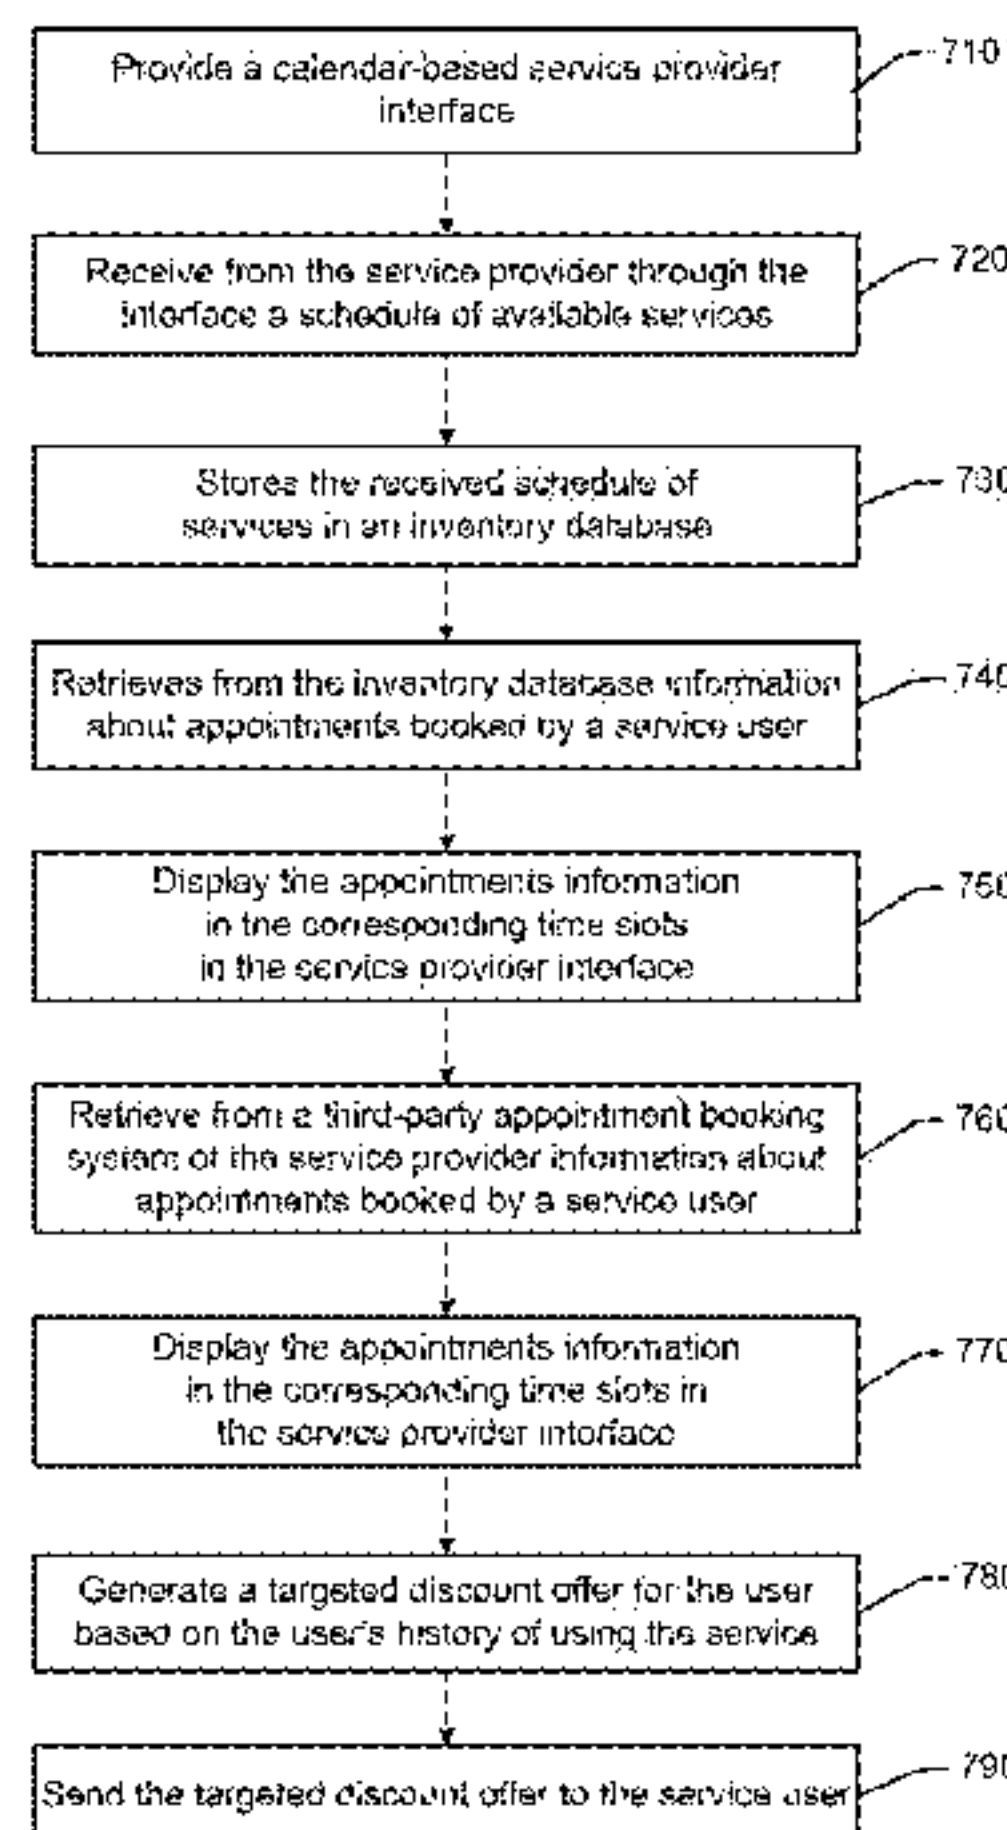 Provide a calendar-based service provider
interface
710
Receive from the service provider through the
interface a schedule of available services
720
Stores the received schedule of
services in an inventory database
730
Retrieves from the inventory database information
about appointments booked by a service user
740
Display the appointments information
in the corresponding time slots
in the service provider interface
750
Retrieve from a third-party appointment booking
system of the service provider information about
appointments booked by a service user
760
Display the appointments information
in the corresponding time slots in
the service provider interface
770
Generate a targeted discount offer for the user
based on the user's history of using the service
780
Send the targeted discount offer to the service user
790